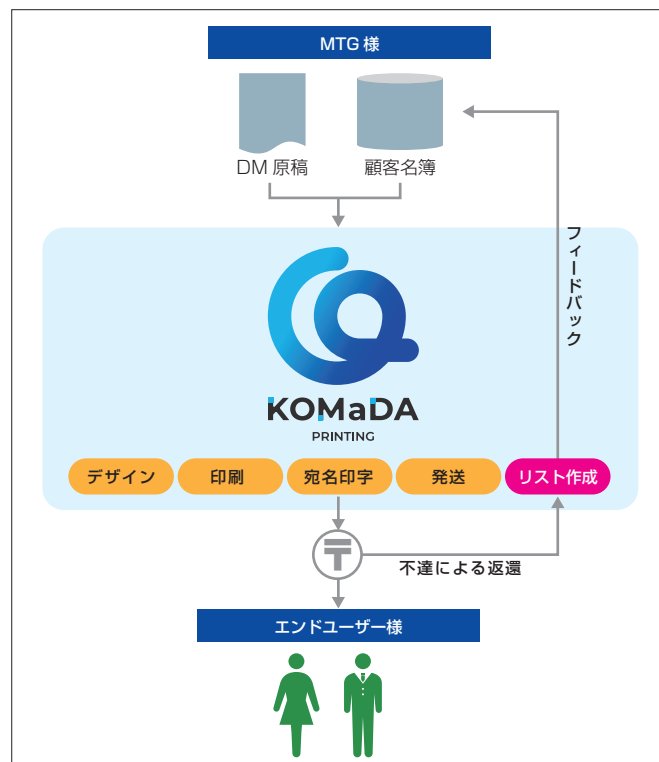 MTG 様
DM 原稿
顧客名簿
フィードバック
KOMaDA
PRINTING
デザイン
印刷
宛名印字
発送
リスト作成
〒
不達による返還
エンドユーザー様